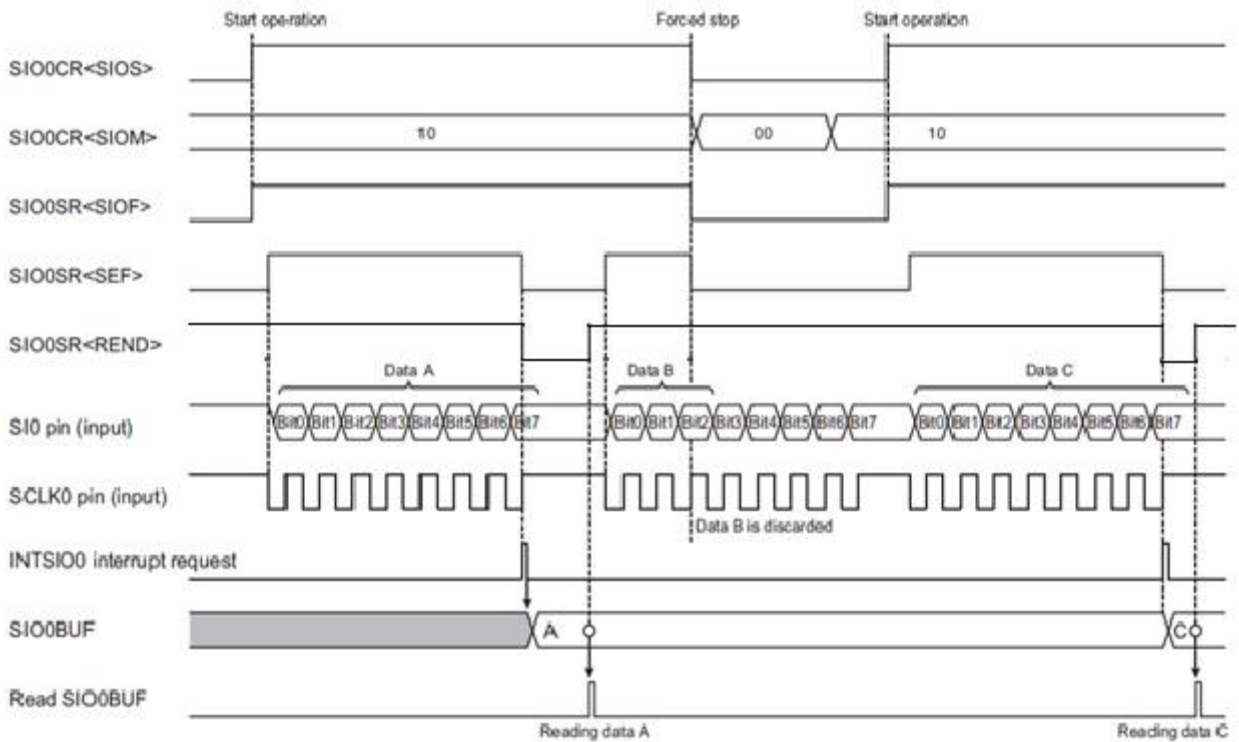 Start operation Forced stop Start operation
SIO0CR<SIOS>
SIO0CR<SIOM> 10 00 10
SIO0SR<SIOF>
SIO0SR<SEF>
SIO0SR<REND>
Data A Data B Data C
SI0 pin (input) Bit0 Bit1 Bit2 Bit3 Bit4 Bit5 Bit6 Bit7 Bit0 Bit1 Bit2 Bit3 Bit4 Bit5 Bit6 Bit7 Bit0 Bit1 Bit2 Bit3 Bit4 Bit5 Bit6 Bit7
SCLK0 pin (input)
Data B is discarded
INTSIO0 interrupt request
SIO0BUF A C
Read SIO0BUF
Reading data A Reading data C